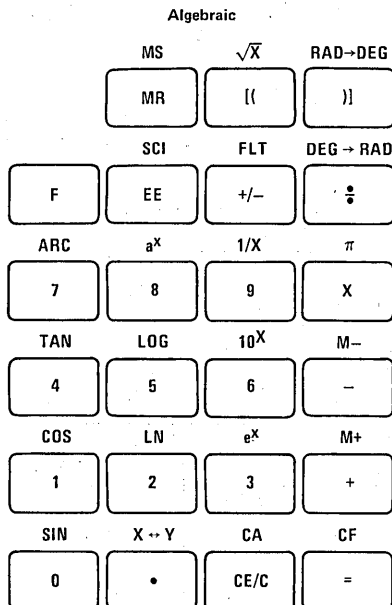 Algebraic
MS √X RAD→DEG
MR [( )]
SCI FLT DEG → RAD
F EE +/− ÷
ARC aˣ 1/X π
7 8 9 X
TAN LOG 10ˣ M−
4 5 6 −
COS LN eˣ M+
1 2 3 +
SIN X ↔ Y CA CF
0 • CE/C =